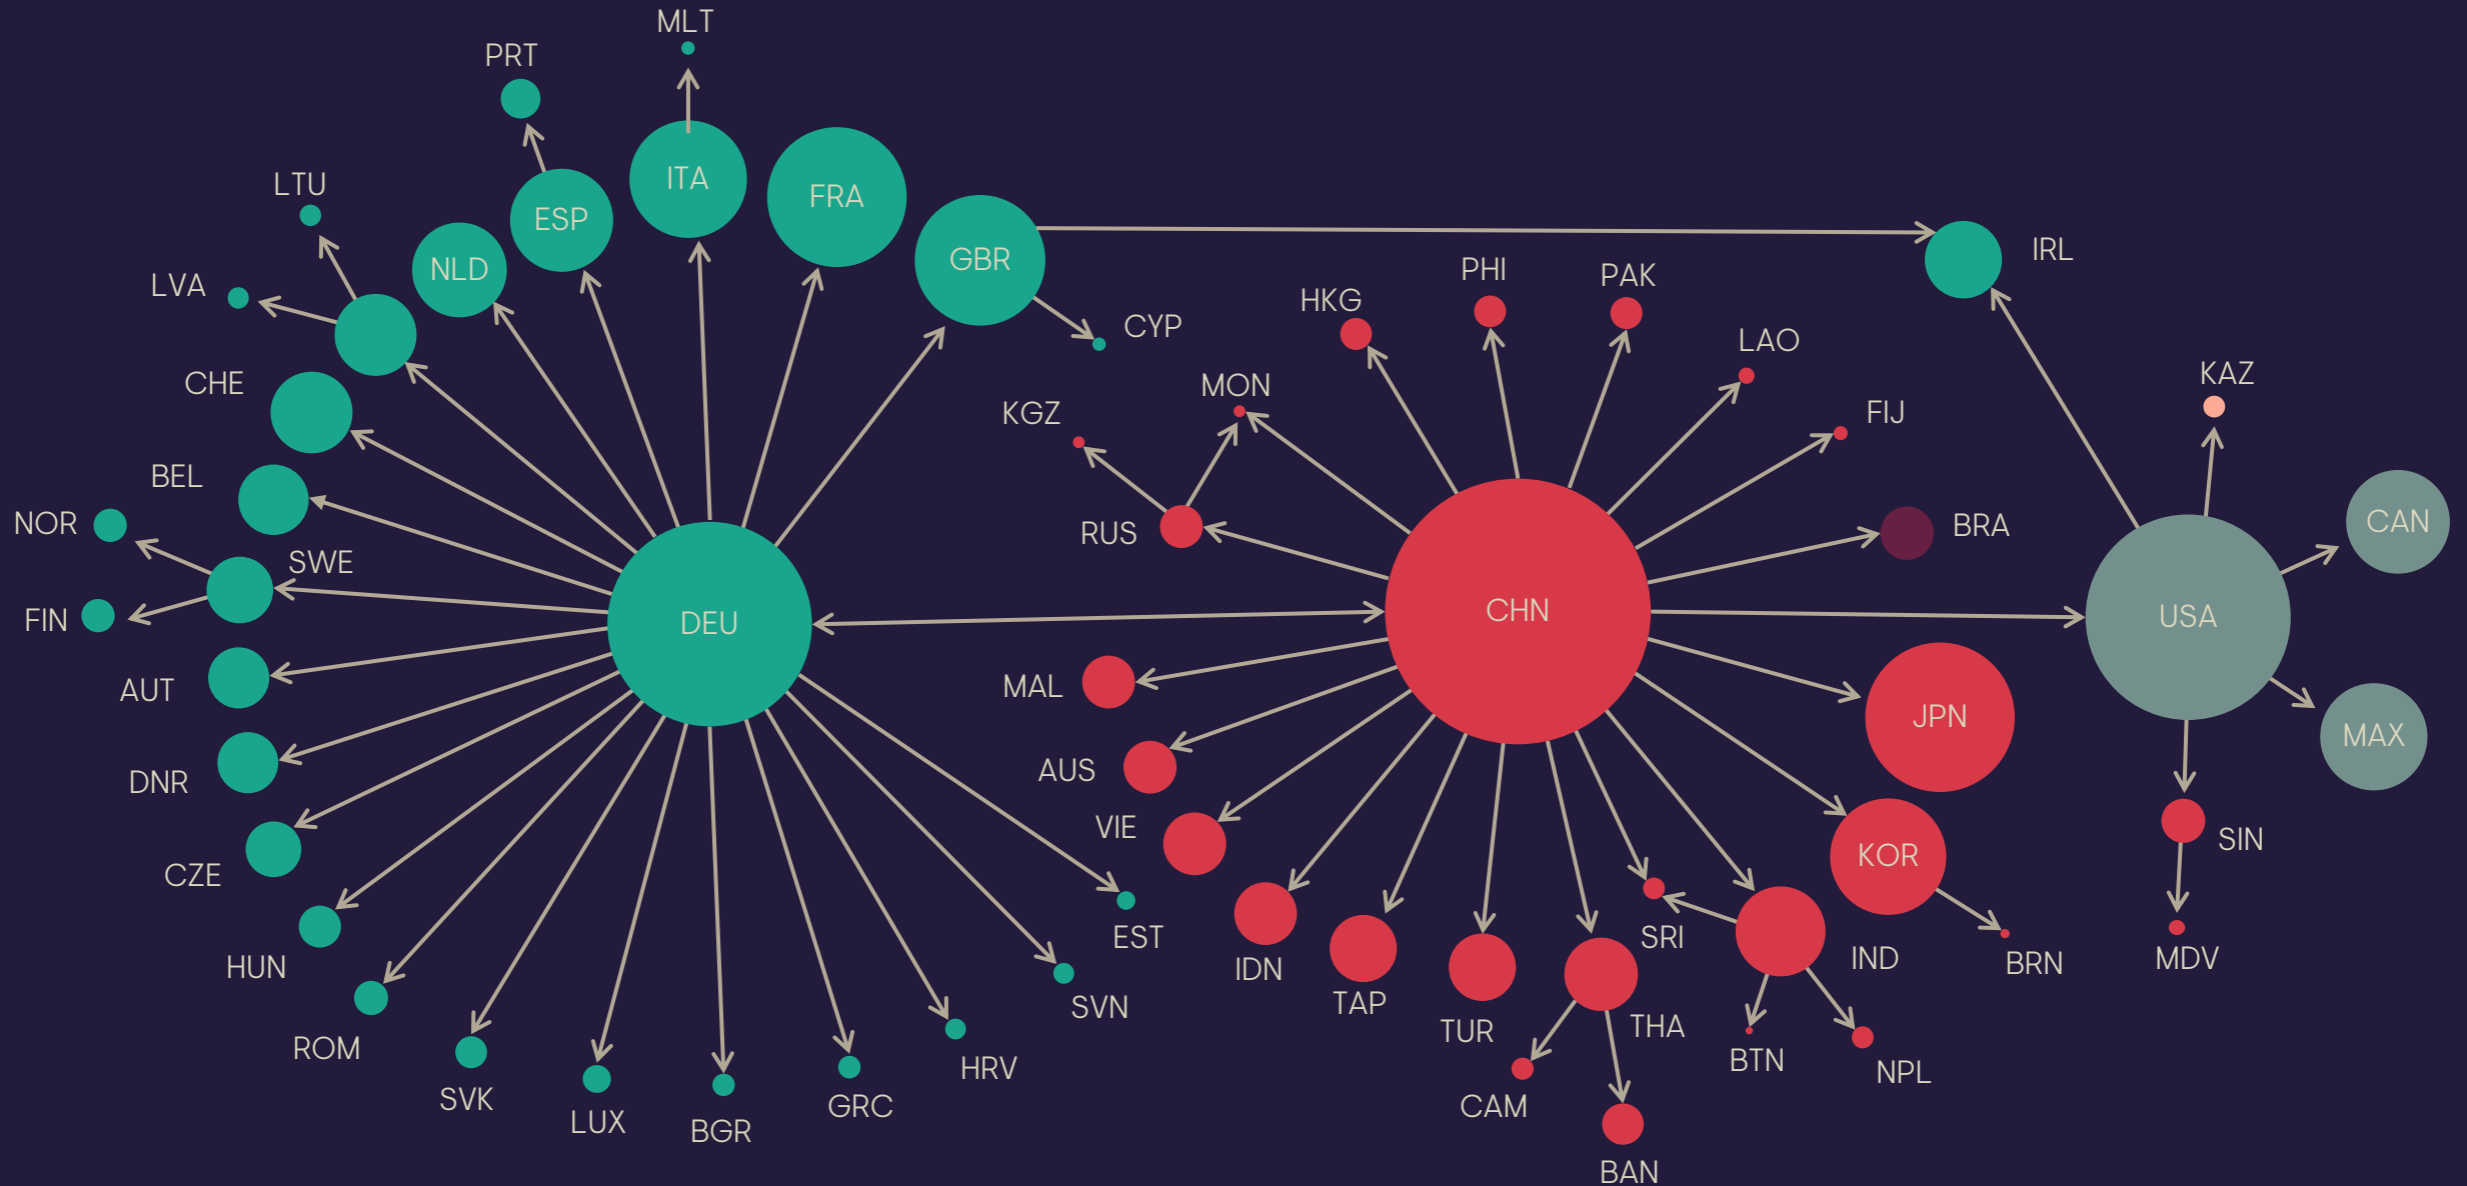 MLT
PRT
ITA
FRA
LTU
ESP
NLD
GBR
IRL
LVA
CYP
PHI
PAK
HKG
LAO
KAZ
CHE
MON
KGZ
FIJ
BEL
NOR
SWE
RUS
BRA
CAN
FIN
DEU
CHN
USA
AUT
MAL
JPN
MAX
DNR
AUS
VIE
KOR
SIN
CZE
EST
SRI
HUN
IDN
IND
BRN
MDV
SVN
TAP
TUR
THA
ROM
HRV
BTN
NPL
SVK
LUX
BGR
GRC
CAM
BAN